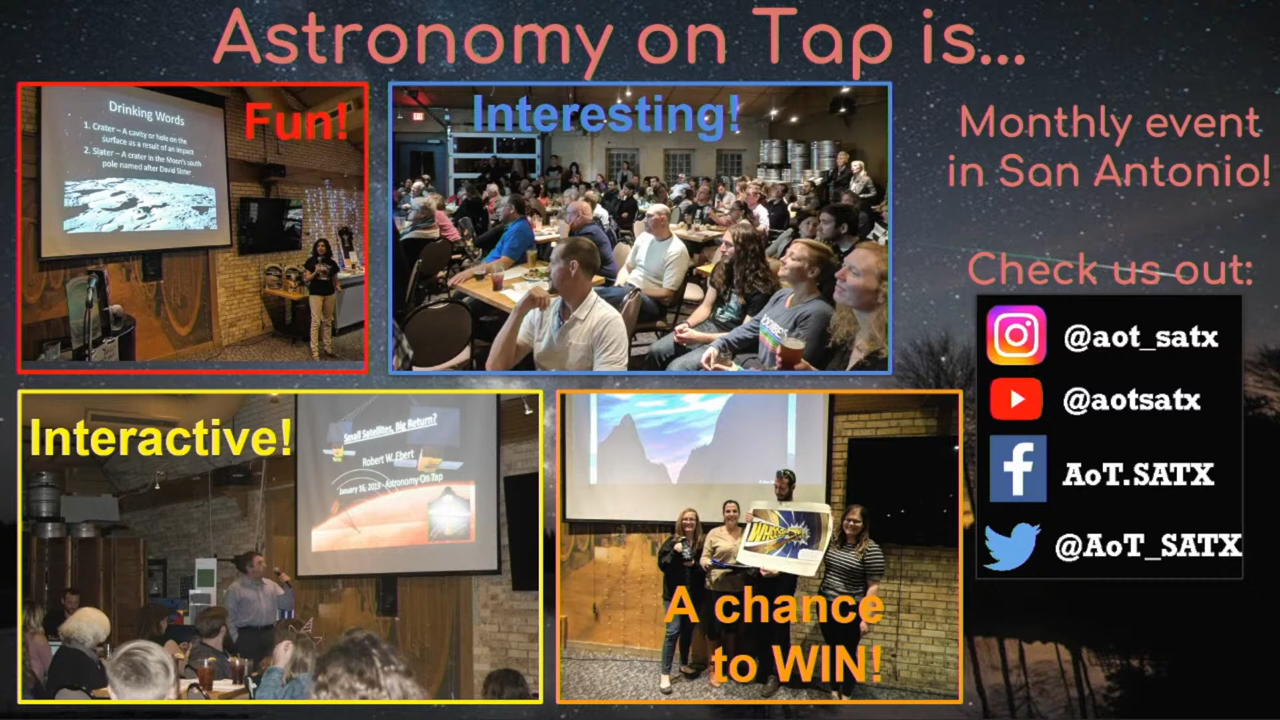 Astronomy on Tap is...
Fun!
Drinking Words
1. Crater – A cavity or hole on the
surface as a result of an impact
2. Slater – A crater in the Moon's south
pole named after David Slater
Interesting!
Monthly event
in San Antonio!
Check us out:
@aot_satx
@aotsatx
AoT.SATX
@AoT_SATX
Interactive!
Small Satellites, Big Return?
Robert W. Ebert
Astronomy On Tap
A chance
to WIN!